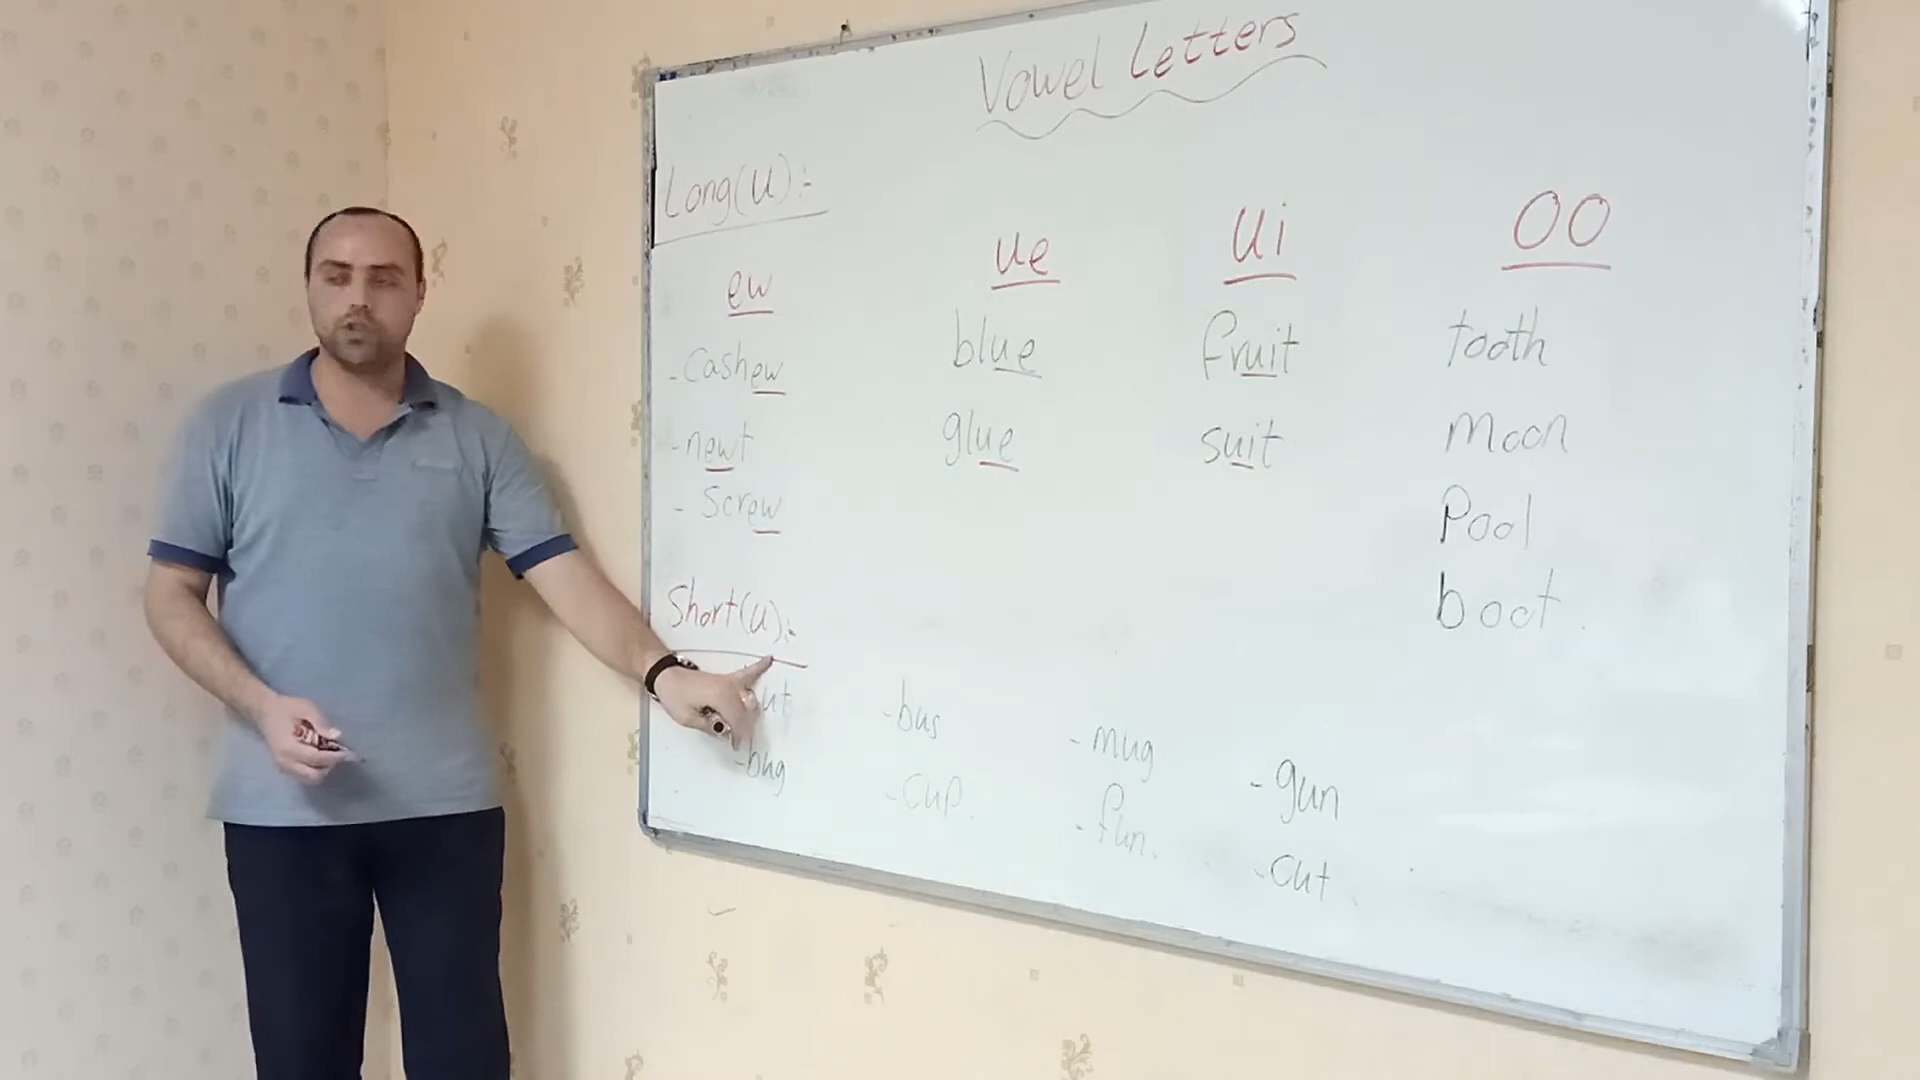 Vowel Letters
Long(u):-
ew
-cashew
-newt
- Screw
ue
blue
glue
ui
fruit
suit
OO
tooth
moon
Pool
boot
Short(u):-
-bug
-bus
-cup.
-mug
-fun.
-gun
-cut